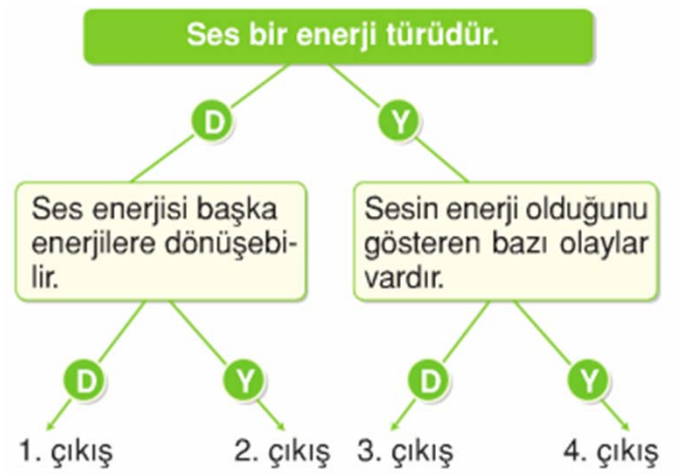 Ses bir enerji türüdür.
D
Y
Ses enerjisi başka
enerjilere dönüşebi-
lir.
Sesin enerji olduğunu
gösteren bazı olaylar
vardır.
D
Y
D
Y
1. çıkış
2. çıkış
3. çıkış
4. çıkış